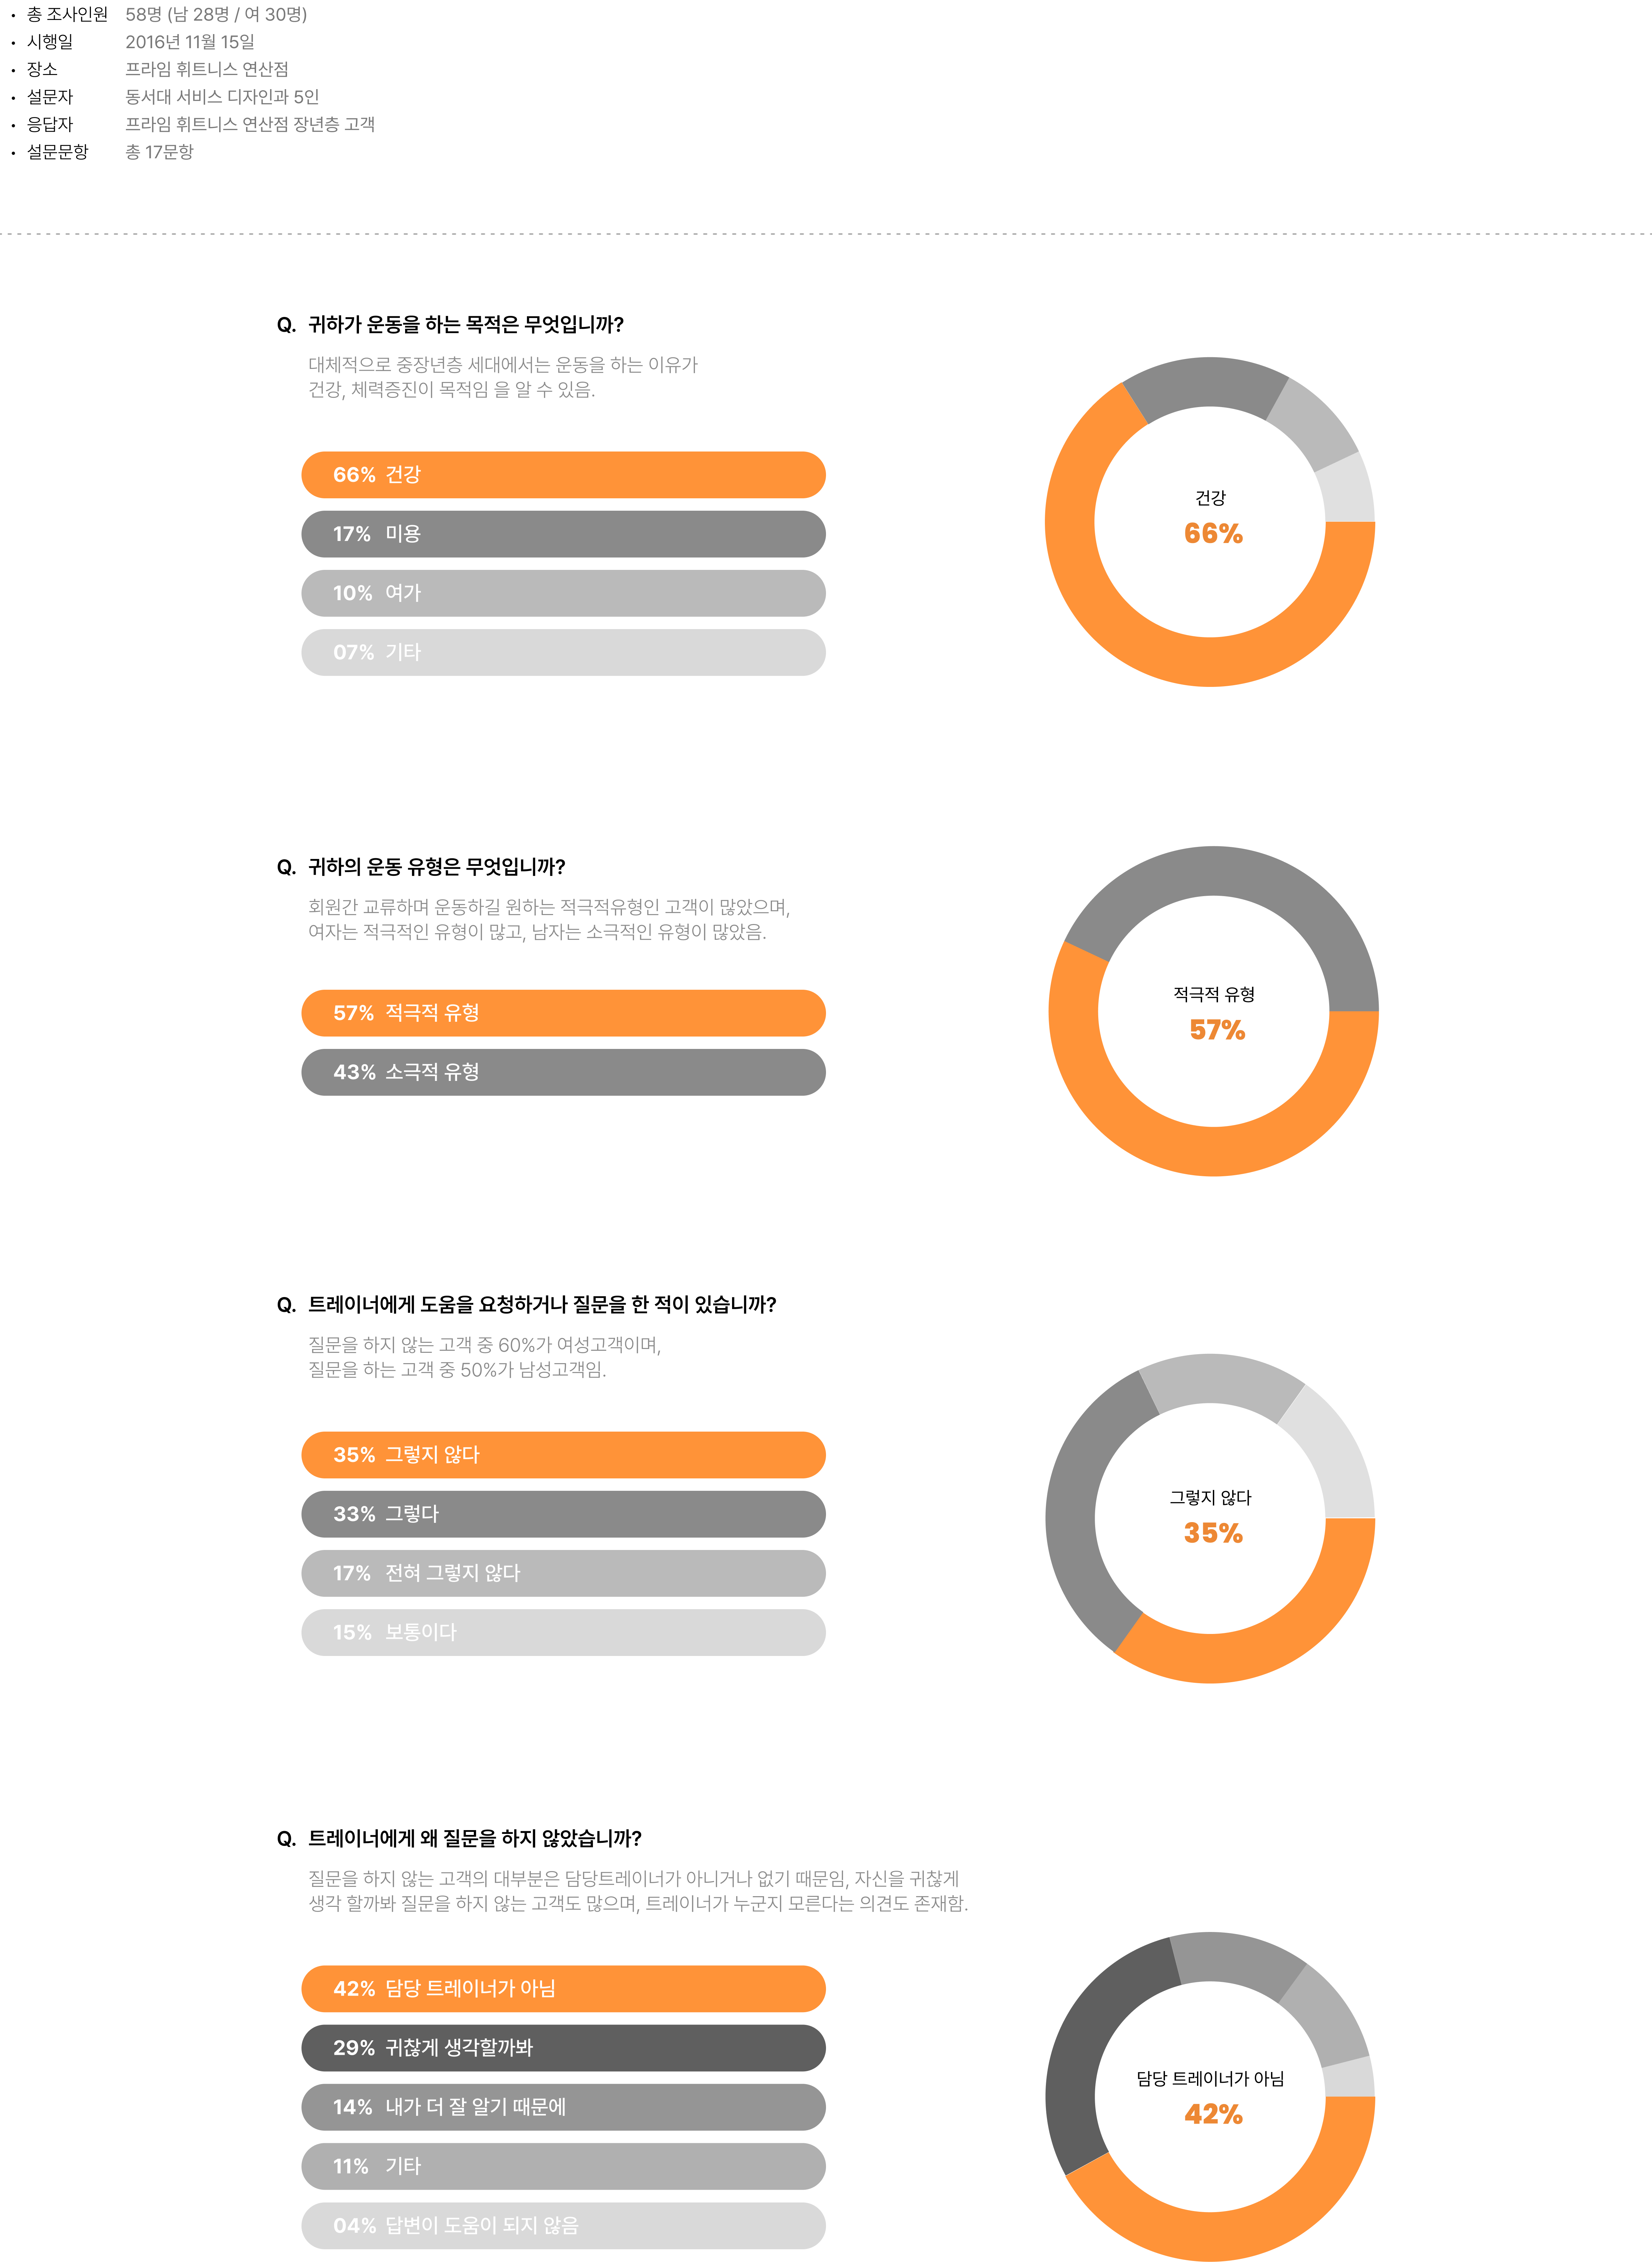 • 총 조사인원 58명 (남 28명 / 여 30명)
• 시행일 2016년 11월 15일
• 장소 프라임 휘트니스 연산점
• 설문자 동서대 서비스 디자인과 5인
• 응답자 프라임 휘트니스 연산점 장년층 고객
• 설문문항 총 17문항
Q. 귀하가 운동을 하는 목적은 무엇입니까?
대체적으로 중장년층 세대에서는 운동을 하는 이유가
건강, 체력증진이 목적임 을 알 수 있음.
66% 건강
17% 미용
10% 여가
07% 기타
건강
66%
Q. 귀하의 운동 유형은 무엇입니까?
회원간 교류하며 운동하길 원하는 적극적유형인 고객이 많았으며,
여자는 적극적인 유형이 많고, 남자는 소극적인 유형이 많았음.
57% 적극적 유형
43% 소극적 유형
적극적 유형
57%
Q. 트레이너에게 도움을 요청하거나 질문을 한 적이 있습니까?
질문을 하지 않는 고객 중 60%가 여성고객이며,
질문을 하는 고객 중 50%가 남성고객임.
35% 그렇지 않다
33% 그렇다
17% 전혀 그렇지 않다
15% 보통이다
그렇지 않다
35%
Q. 트레이너에게 왜 질문을 하지 않았습니까?
질문을 하지 않는 고객의 대부분은 담당트레이너가 아니거나 없기 때문임, 자신을 귀찮게
생각 할까봐 질문을 하지 않는 고객도 많으며, 트레이너가 누군지 모른다는 의견도 존재함.
42% 담당 트레이너가 아님
29% 귀찮게 생각할까봐
14% 내가 더 잘 알기 때문에
11% 기타
04% 답변이 도움이 되지 않음
담당 트레이너가 아님
42%